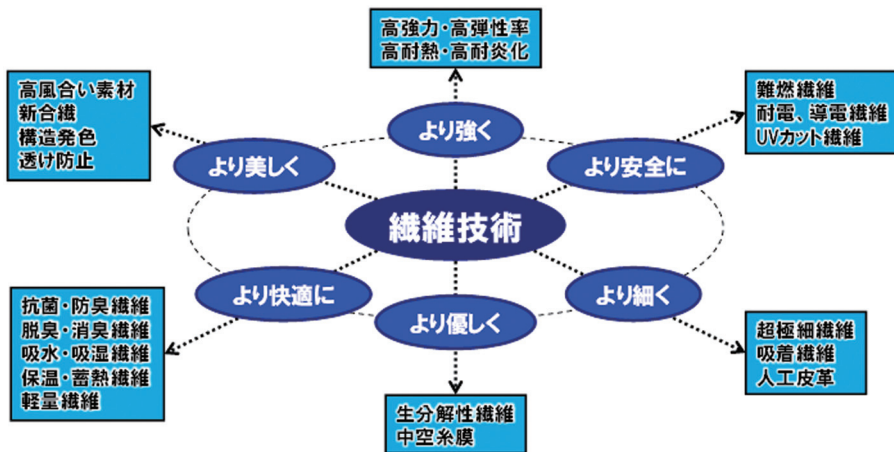 高強力・高弾性率
高耐熱・高耐炎化
高風合い素材
新合繊
構造発色
透け防止
難燃繊維
耐電、導電繊維
UVカット繊維
より強く
より美しく
より安全に
繊維技術
より快適に
より細く
より優しく
抗菌・防臭繊維
脱臭・消臭繊維
吸水・吸湿繊維
保温・蓄熱繊維
軽量繊維
超極細繊維
吸着繊維
人工皮革
生分解性繊維
中空糸膜